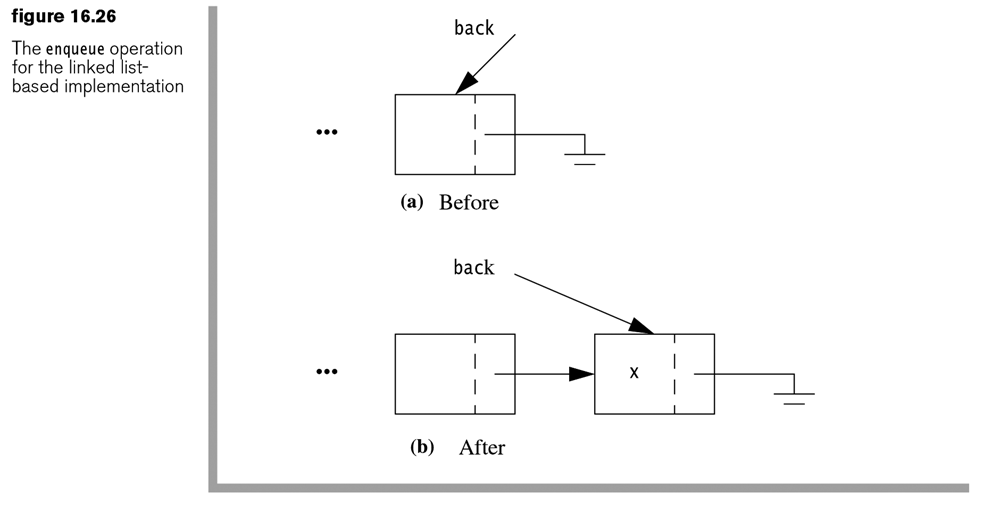 figure 16.26
The enqueue operation
for the linked list-
based implementation
back
•••
(a) Before
back
•••
x
(b) After